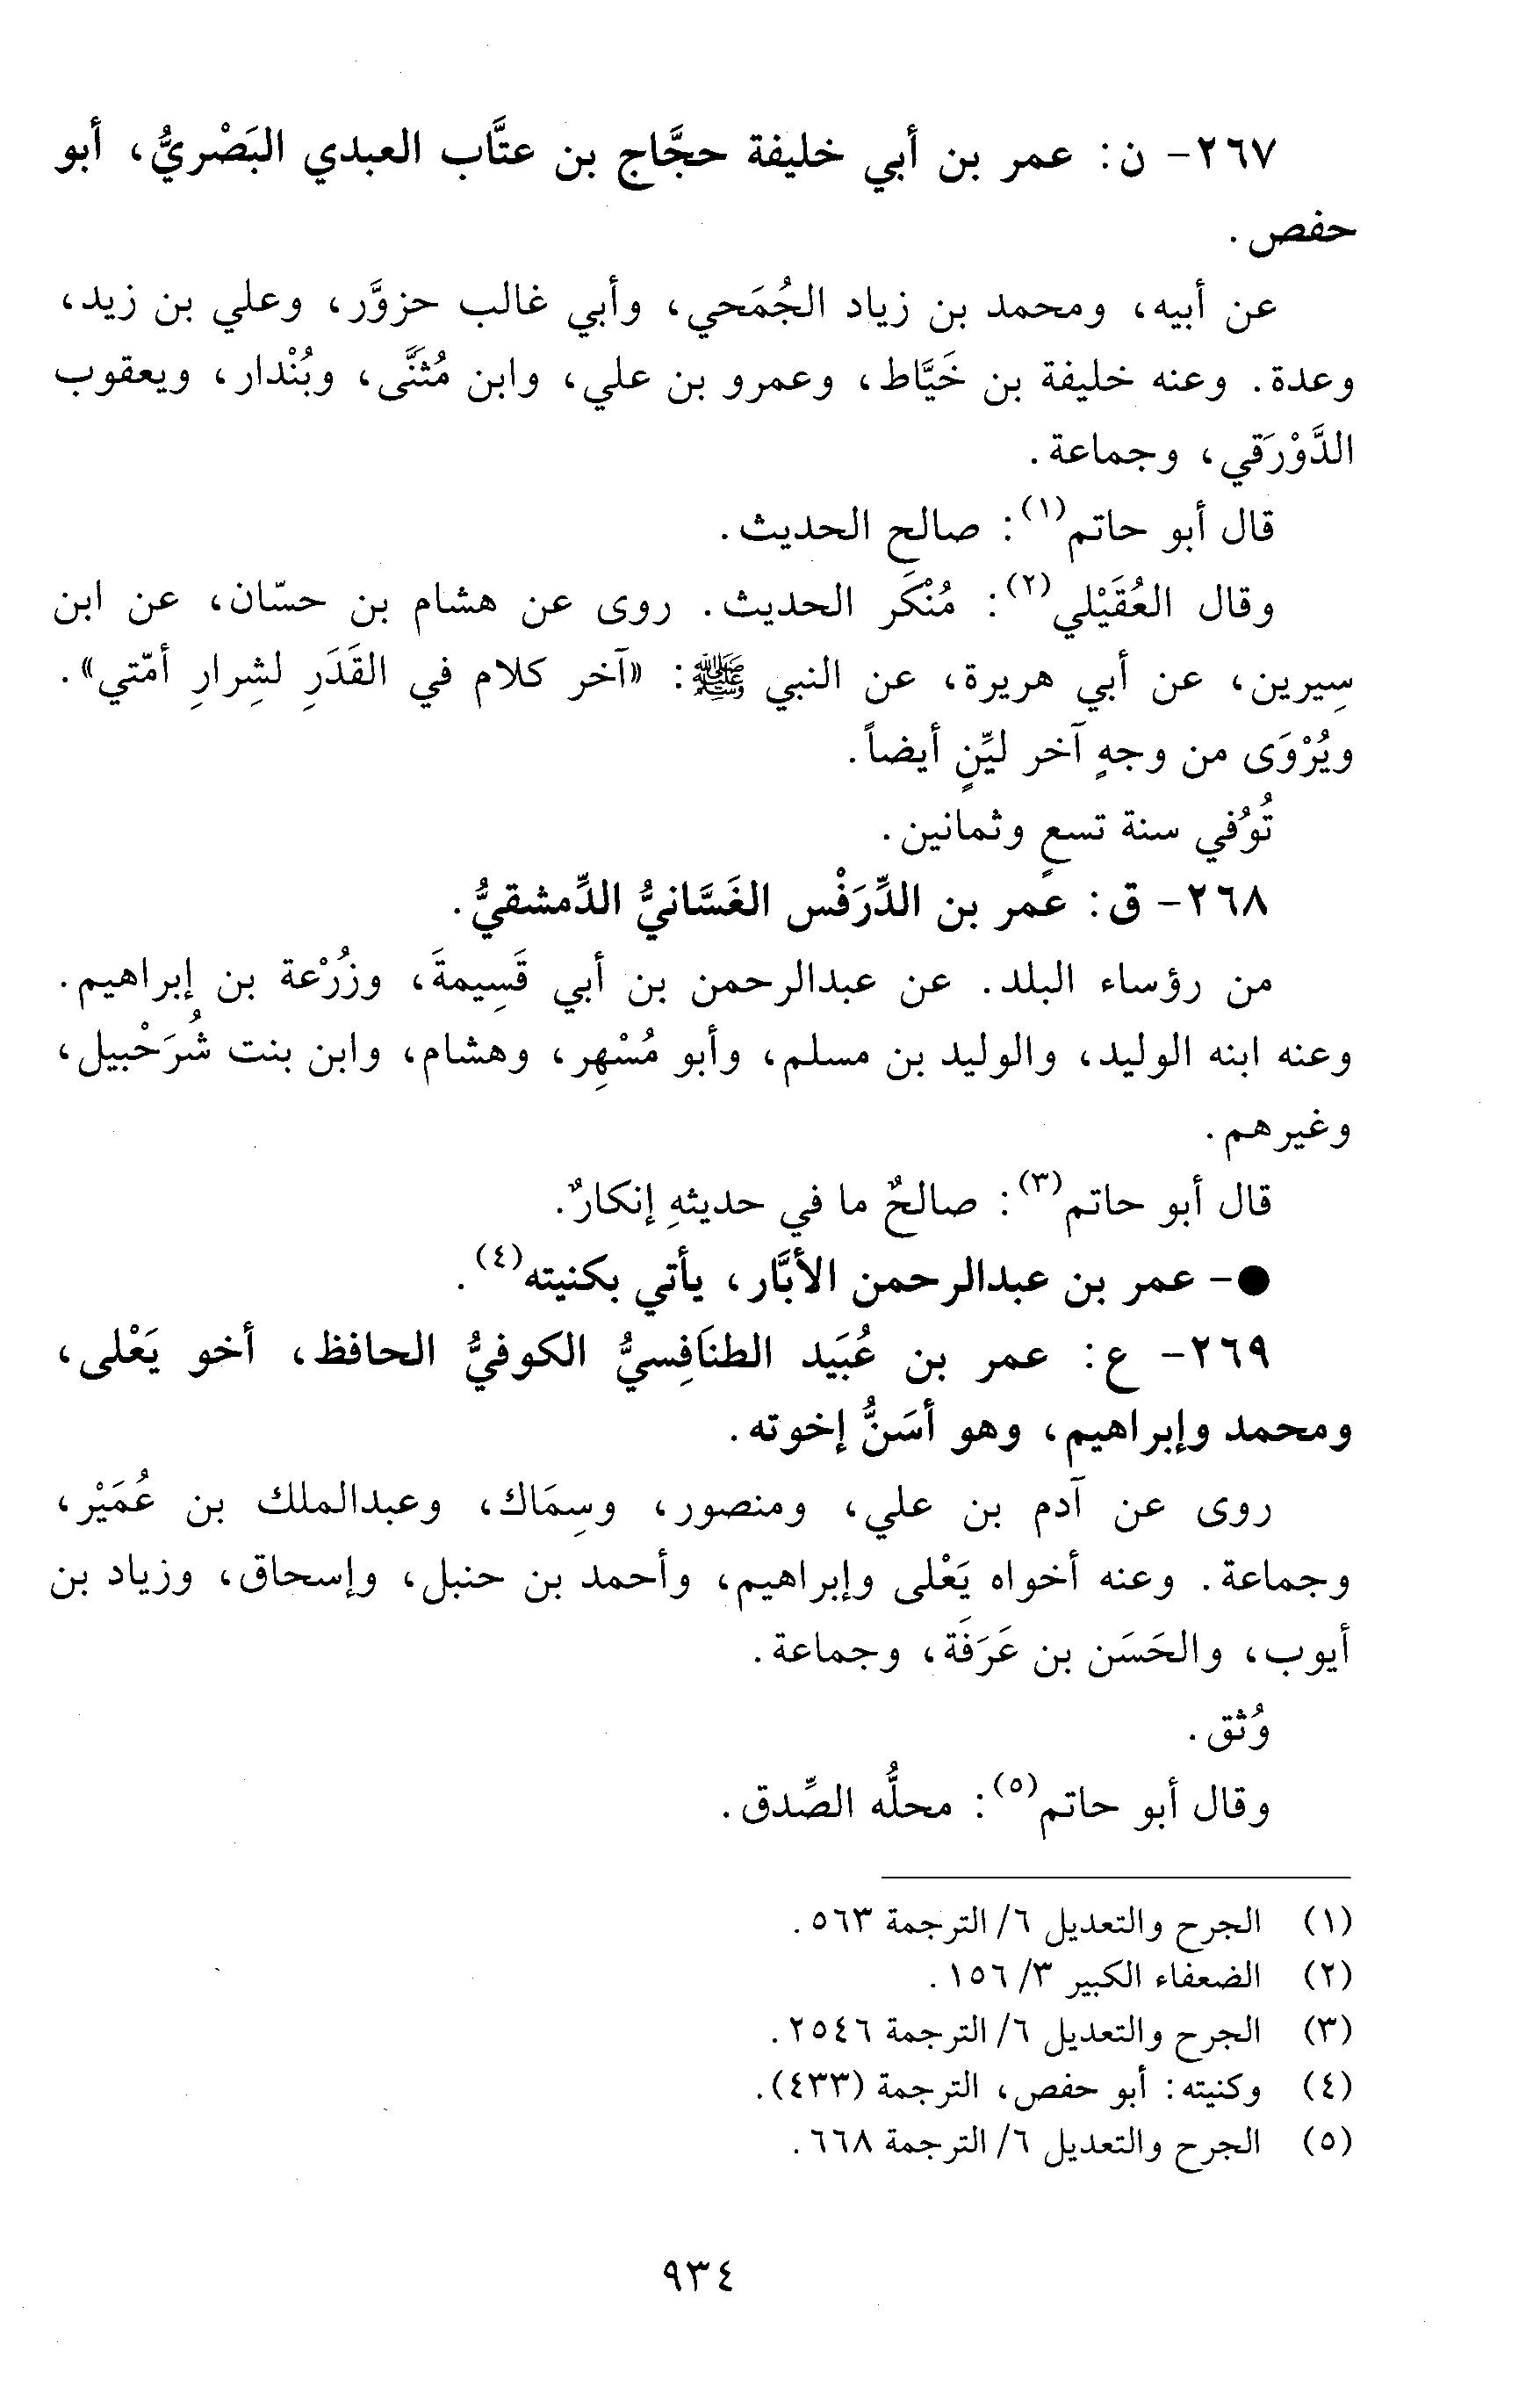 ٢٦٧- ن: عمر بن أبي خليفة حجَّاج بن عتَّاب العبدي البَصْريُّ، أبو
حفص.
عن أبيه، ومحمد بن زياد الجُمَحي، وأبي غالب حزوَّر، وعلي بن زيد،
وعدة. وعنه خليفة بن خَيَّاط، وعمرو بن علي، وابن مُثَنَّى، وبُنْدار، ويعقوب
الدَّوْرَقي، وجماعة.
قال أبو حاتم(١): صالح الحديث.
وقال العُقَيْلي(٢): مُنْكَر الحديث. روى عن هشام بن حسّان، عن ابن
سِيرين، عن أبي هريرة، عن النبي ﷺ: «آخر كلام في القَدَرِ لشِرارِ أمّتي».
ويُرْوَى من وجهٍ آخر ليِّنٍ أيضاً.
تُوُفي سنة تسعٍ وثمانين.
٢٦٨- ق: عمر بن الدِّرَفْس الغَسَّانيُّ الدِّمشقيُّ.
من رؤساء البلد. عن عبدالرحمن بن أبي قَسِيمةَ، وزُرْعة بن إبراهيم.
وعنه ابنه الوليد، والوليد بن مسلم، وأبو مُسْهِر، وهشام، وابن بنت شُرَحْبيل،
وغيرهم.
قال أبو حاتم(٣): صالحٌ ما في حديثهِ إنكارٌ.
●- عمر بن عبدالرحمن الأبَّار، يأتي بكنيته(٤).
٢٦٩- ع: عمر بن عُبَيد الطنَافِسيُّ الكوفيُّ الحافظ، أخو يَعْلى،
ومحمد وإبراهيم، وهو أسَنُّ إخوته.
روى عن آدم بن علي، ومنصور، وسِمَاك، وعبدالملك بن عُمَيْر،
وجماعة. وعنه أخواه يَعْلى وإبراهيم، وأحمد بن حنبل، وإسحاق، وزياد بن
أيوب، والحَسَن بن عَرَفَة، وجماعة.
وُثق.
وقال أبو حاتم(٥): محلُّه الصِّدق.
(١) الجرح والتعديل ٦/ الترجمة ٥٦٣.
(٢) الضعفاء الكبير ٣/ ١٥٦.
(٣) الجرح والتعديل ٦/ الترجمة ٢٥٤٦.
(٤) وكنيته: أبو حفص، الترجمة (٤٣٣).
(٥) الجرح والتعديل ٦/ الترجمة ٦٦٨.
٩٣٤